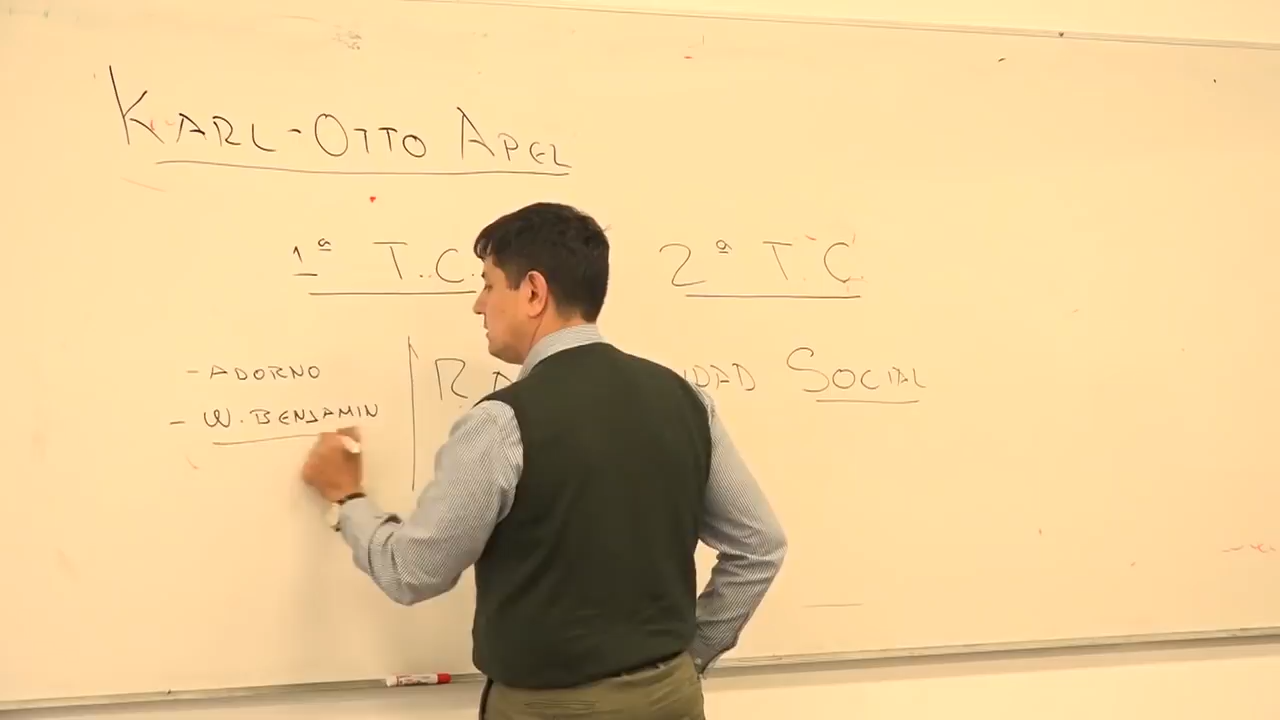 KARL-OTTO APEL
1ª T.C. 2ª T.C.
- ADORNO
- W. BENJAMIN
SOCIAL